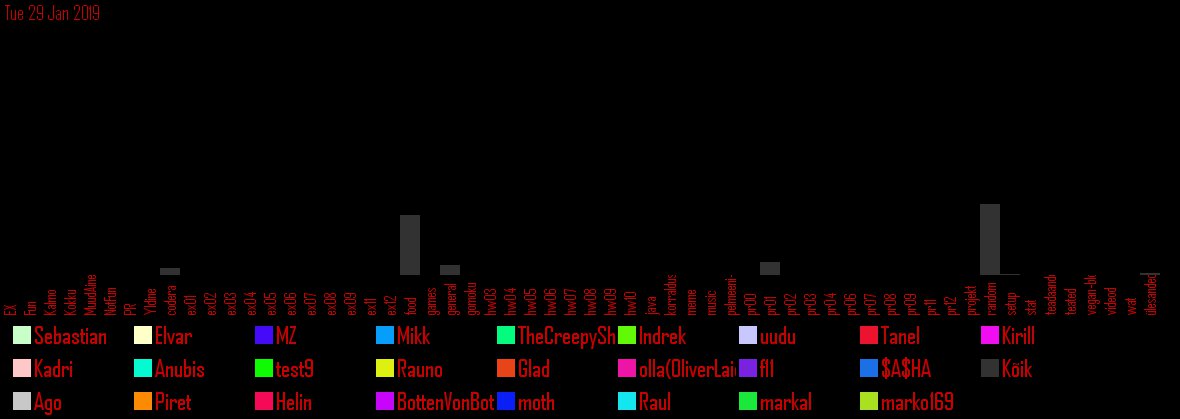 Tue 29 Jan 2019
EX Fun Kalmo Kokku MuudAine NoFun PR Yldine codera ex01 ex02 ex03 ex04 ex05 ex06 ex07 ex08 ex09 ex11 ex12 food games general gomoku hw03 hw04 hw05 hw06 hw07 hw08 hw09 hw10 java korraldus meme music pelmeeni- pr00 pr01 pr02 pr03 pr04 pr06 pr07 pr08 pr09 pr11 pr12 projekt random setup stat teadaandi teated vegan-bk videod wat
Sebastian Elvar MZ Mikk TheCreepySh Indrek uudu Tanel Kirill
Kadri Anubis test9 Rauno Glad olla(OliverLai fl1 $A$HA Kõik
Ago Piret Helin BottenVonBot moth Raul markal marko169